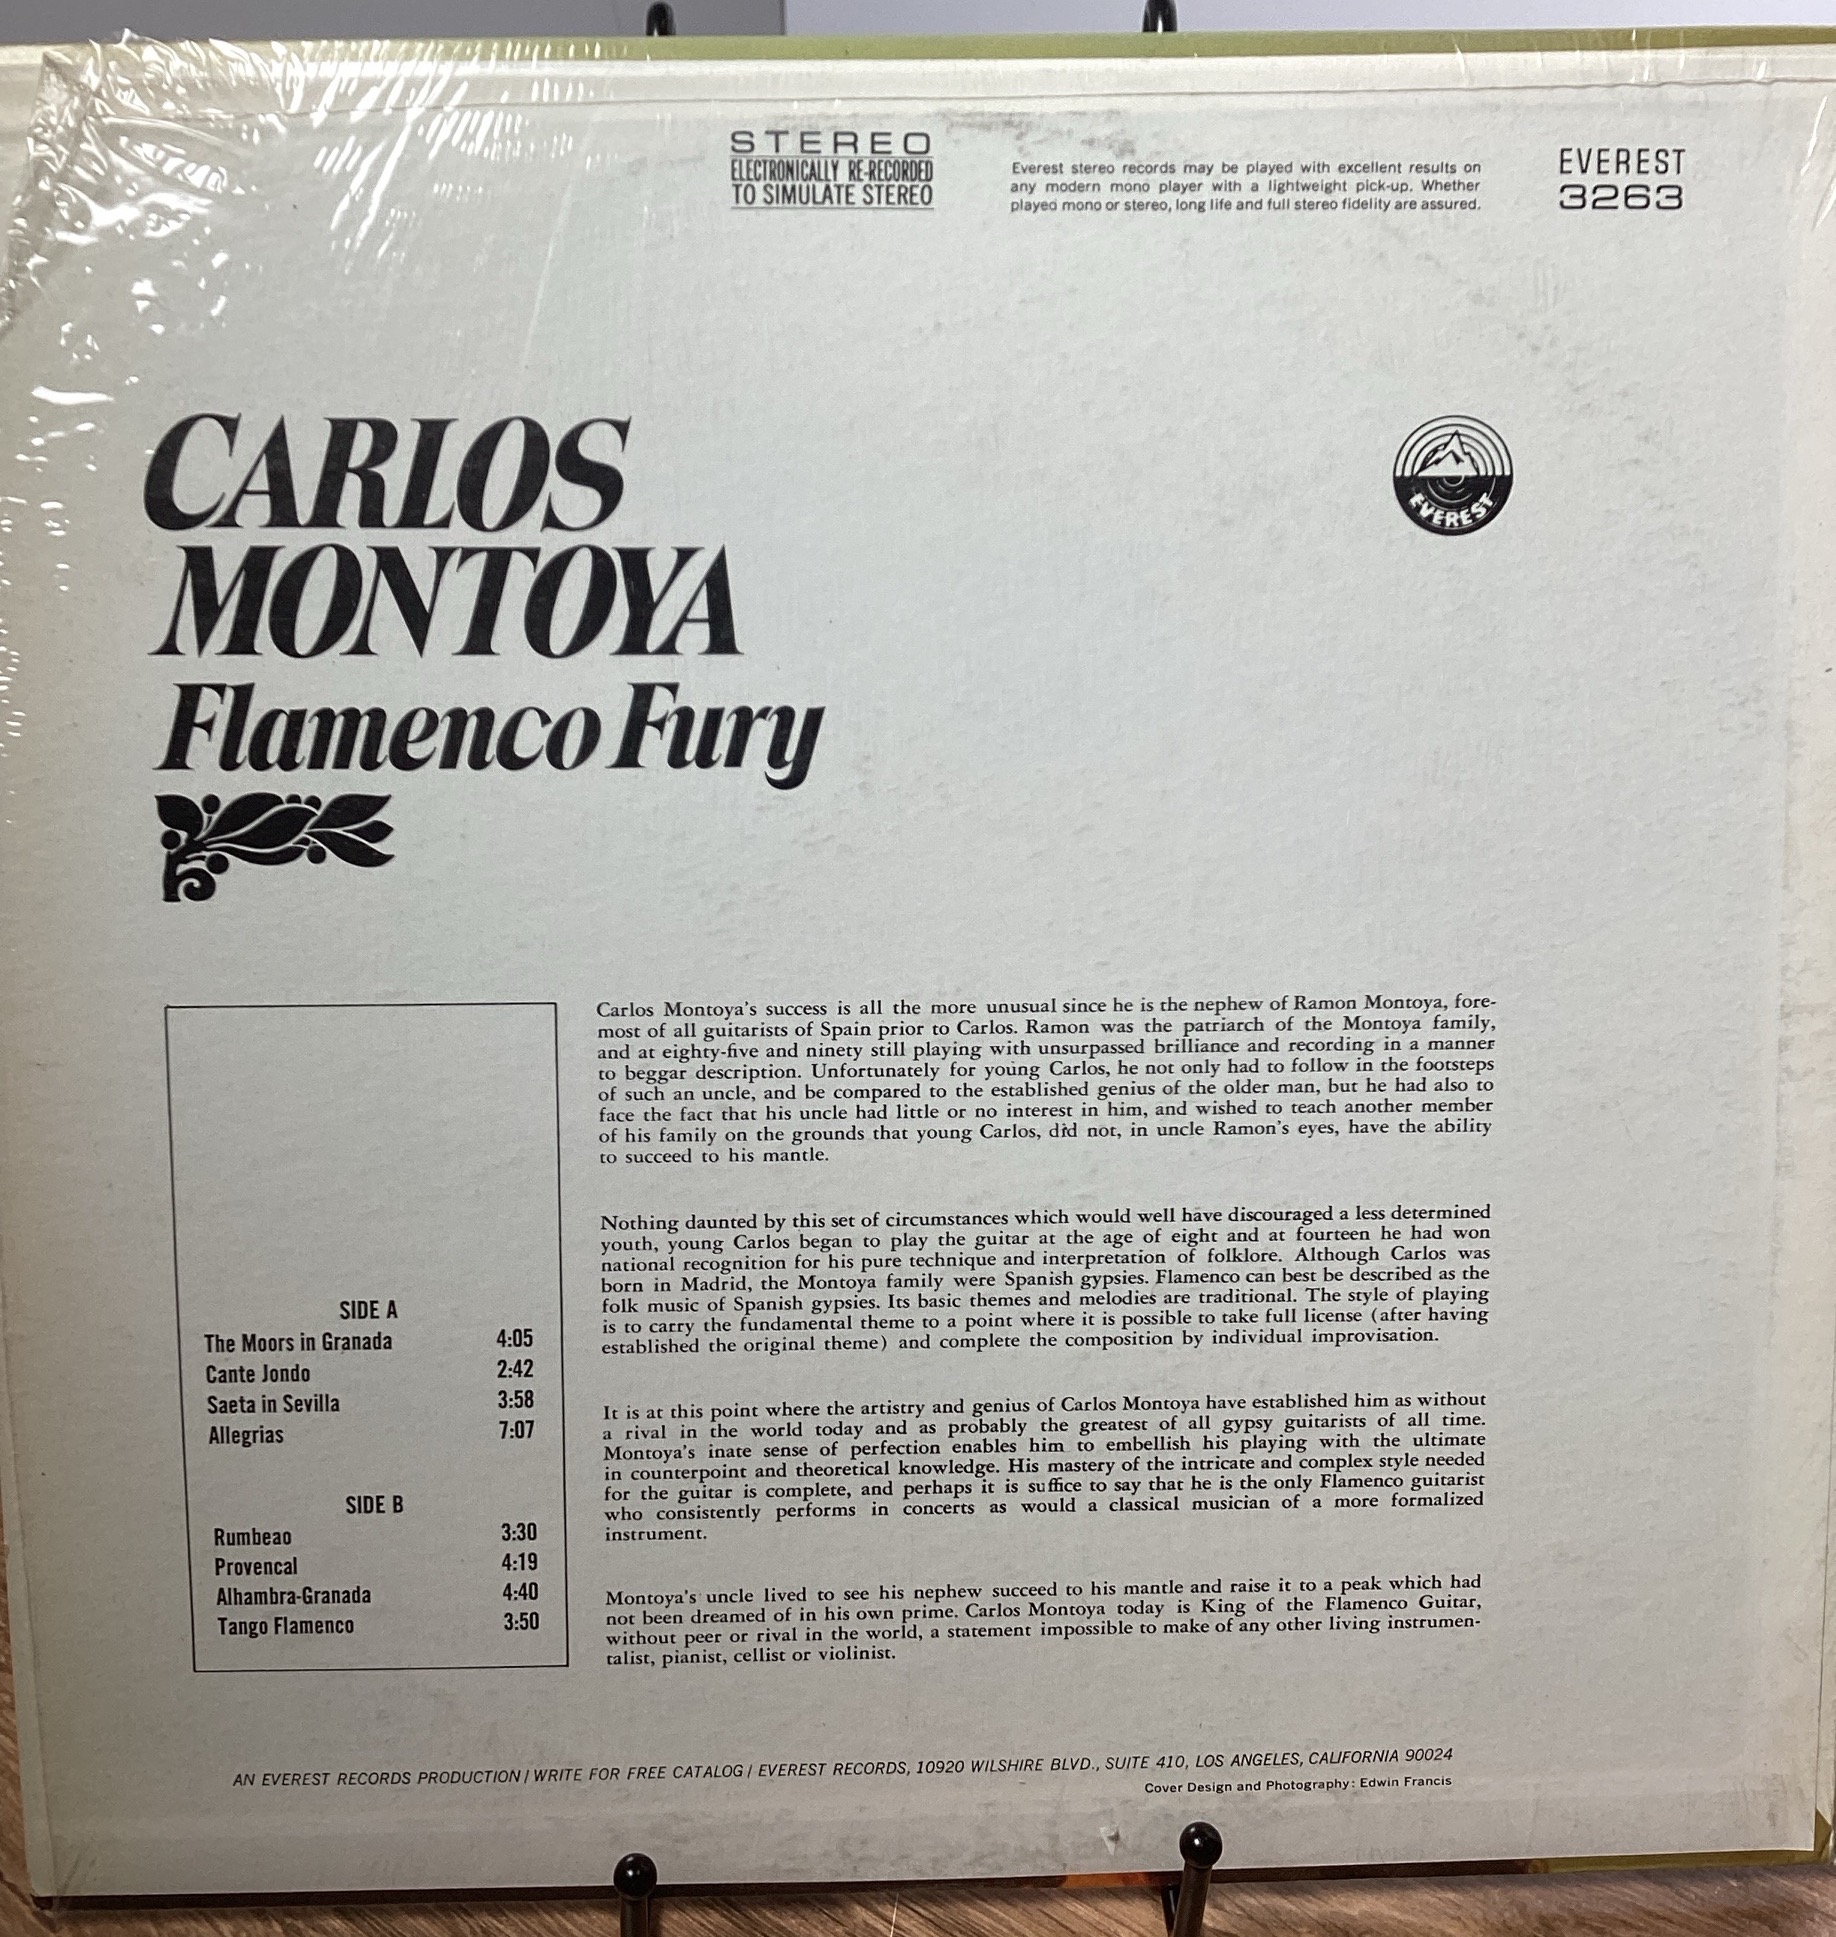 STEREO
ELECTRONICALLY RE-RECORDED
TO SIMULATE STEREO
Everest stereo records may be played with excellent results on
any modern mono player with a lightweight pick-up. Whether
played mono or stereo, long life and full stereo fidelity are assured.
EVEREST
3263
CARLOS
MONTOYA
Flamenco Fury
EVEREST
SIDE A
The Moors in Granada 4:05
Cante Jondo 2:42
Saeta in Sevilla 3:58
Allegrias 7:07
SIDE B
Rumbeao 3:30
Provencal 4:19
Alhambra-Granada 4:40
Tango Flamenco 3:50
Carlos Montoya's success is all the more unusual since he is the nephew of Ramon Montoya, fore-
most of all guitarists of Spain prior to Carlos. Ramon was the patriarch of the Montoya family,
and at eighty-five and ninety still playing with unsurpassed brilliance and recording in a manner
to beggar description. Unfortunately for young Carlos, he not only had to follow in the footsteps
of such an uncle, and be compared to the established genius of the older man, but he had also to
face the fact that his uncle had little or no interest in him, and wished to teach another member
of his family on the grounds that young Carlos, did not, in uncle Ramon's eyes, have the ability
to succeed to his mantle.
Nothing daunted by this set of circumstances which would well have discouraged a less determined
youth, young Carlos began to play the guitar at the age of eight and at fourteen he had won
national recognition for his pure technique and interpretation of folklore. Although Carlos was
born in Madrid, the Montoya family were Spanish gypsies. Flamenco can best be described as the
folk music of Spanish gypsies. Its basic themes and melodies are traditional. The style of playing
is to carry the fundamental theme to a point where it is possible to take full license (after having
established the original theme) and complete the composition by individual improvisation.
It is at this point where the artistry and genius of Carlos Montoya have established him as without
a rival in the world today and as probably the greatest of all gypsy guitarists of all time.
Montoya's inate sense of perfection enables him to embellish his playing with the ultimate
in counterpoint and theoretical knowledge. His mastery of the intricate and complex style needed
for the guitar is complete, and perhaps it is suffice to say that he is the only Flamenco guitarist
who consistently performs in concerts as would a classical musician of a more formalized
instrument.
Montoya's uncle lived to see his nephew succeed to his mantle and raise it to a peak which had
not been dreamed of in his own prime. Carlos Montoya today is King of the Flamenco Guitar,
without peer or rival in the world, a statement impossible to make of any other living instrumen-
talist, pianist, cellist or violinist.
AN EVEREST RECORDS PRODUCTION / WRITE FOR FREE CATALOG / EVEREST RECORDS, 10920 WILSHIRE BLVD., SUITE 410, LOS ANGELES, CALIFORNIA 90024
Cover Design and Photography: Edwin Francis